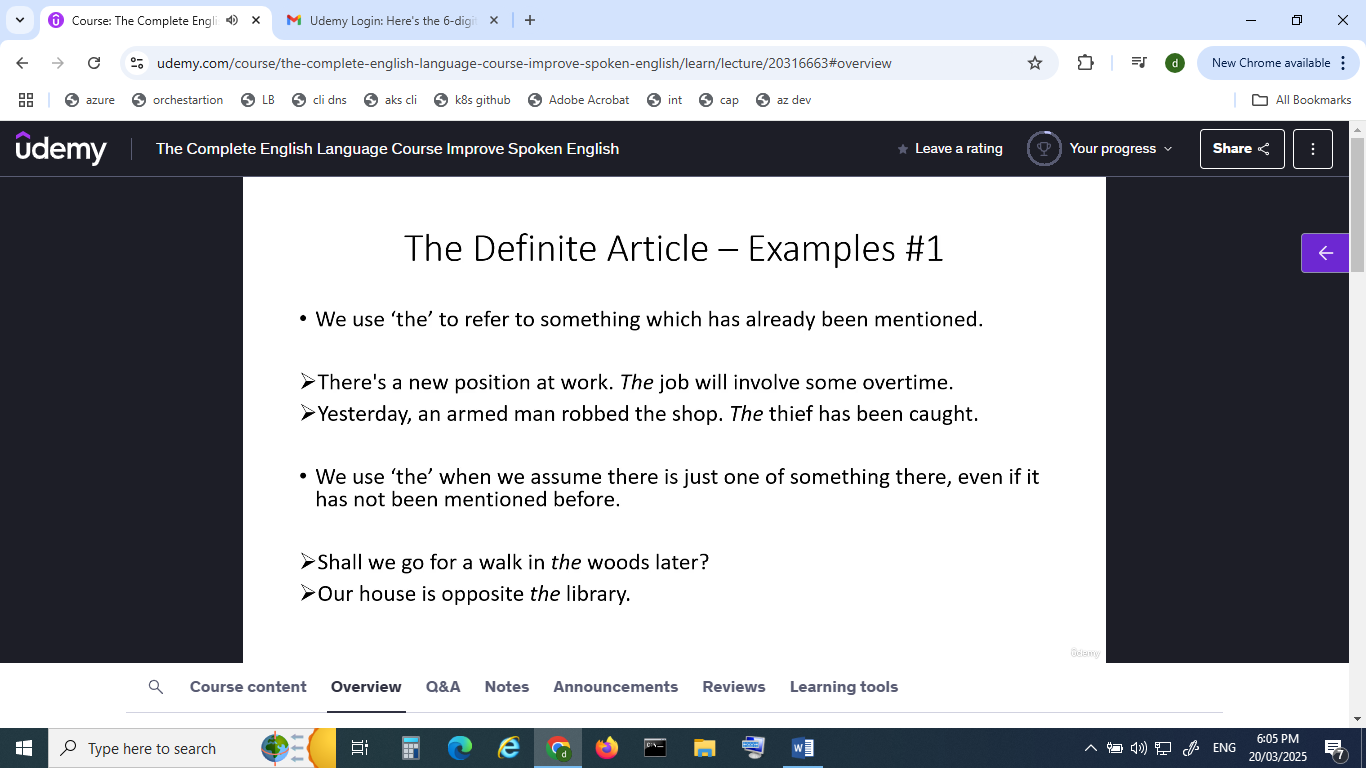 Course: The Complete Engli
Udemy Login: Here's the 6-digi
udemy.com/course/the-complete-english-language-course-improve-spoken-english/learn/lecture/20316663#overview
d
New Chrome available
azure
orchestartion
LB
cli dns
aks cli
k8s github
Adobe Acrobat
int
cap
az dev
All Bookmarks
udemy
The Complete English Language Course Improve Spoken English
Leave a rating
Your progress
Share
The Definite Article – Examples #1
• We use ‘the’ to refer to something which has already been mentioned.
➢There's a new position at work. The job will involve some overtime.
➢Yesterday, an armed man robbed the shop. The thief has been caught.
• We use ‘the’ when we assume there is just one of something there, even if it
has not been mentioned before.
➢Shall we go for a walk in the woods later?
➢Our house is opposite the library.
udemy
Course content
Overview
Q&A
Notes
Announcements
Reviews
Learning tools
Type here to search
d
ENG
6:05 PM
20/03/2025
7